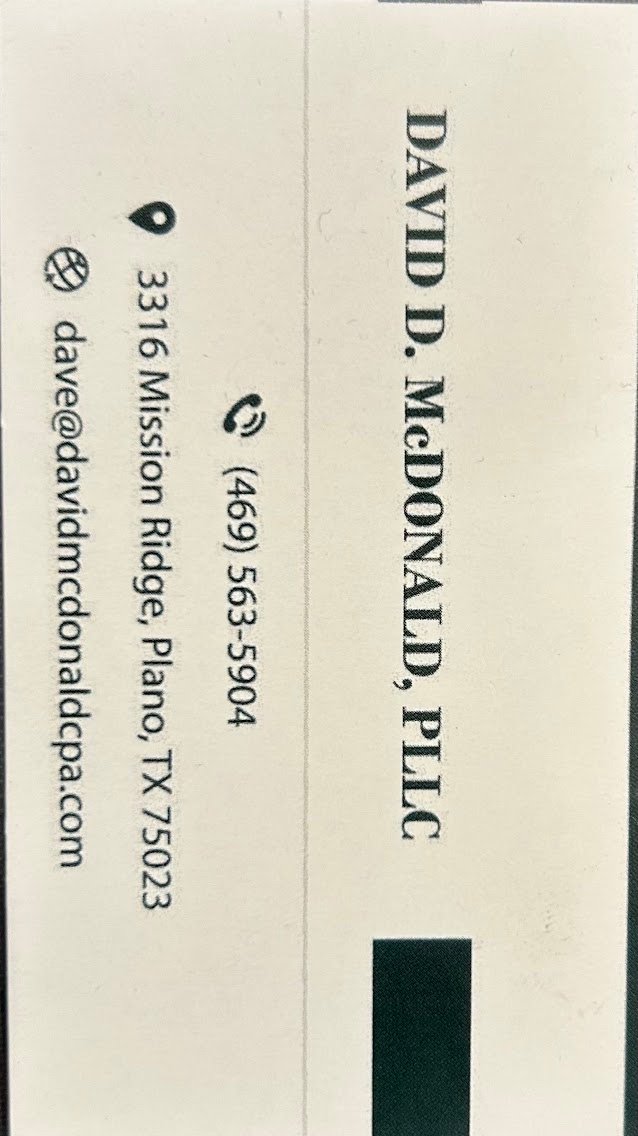 DAVID D. McDONALD, PLLC
(469) 563-5904
3316 Mission Ridge, Plano, TX 75023
dave@davidmcdonaldcpa.com